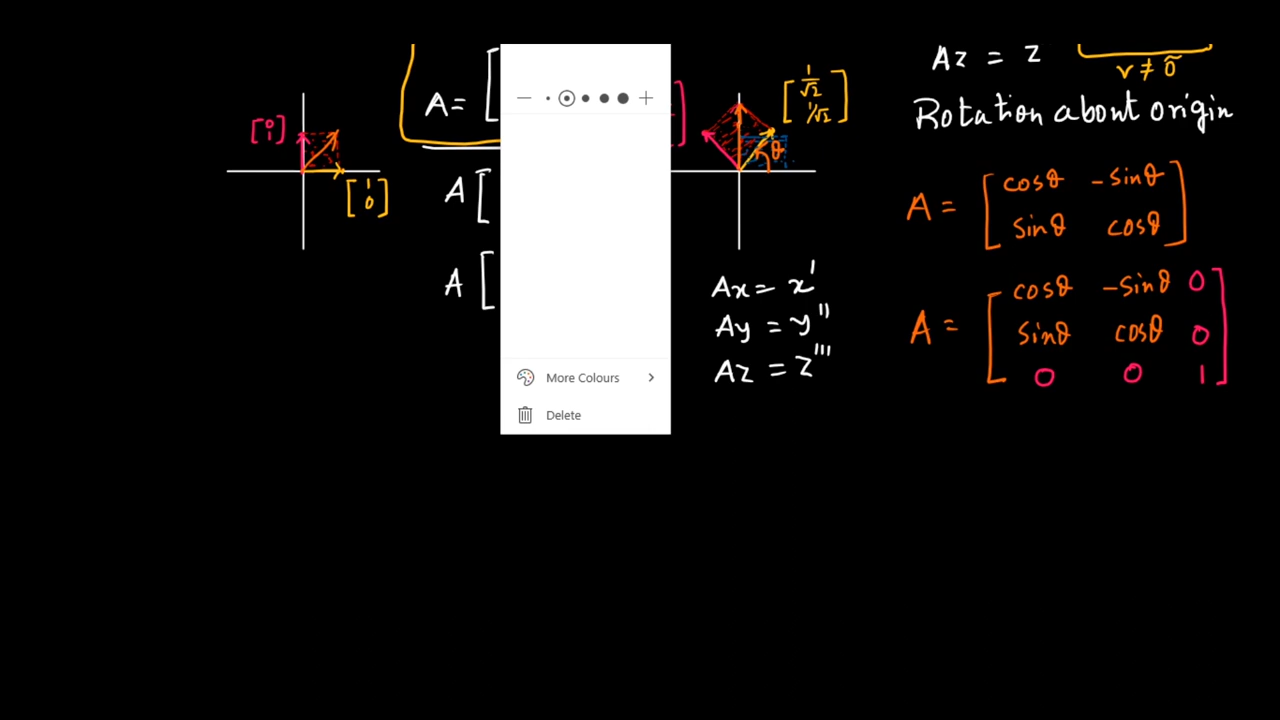 [0 1]
[1 0]
A = [
A [
A [
More Colours
Delete
[1/√2 1/√2]
θ
Ax = x'
Ay = y''
Az = z'''
Az = z
v ≠ 0̄
Rotation about origin
A = [cosθ -sinθ
sinθ cosθ]
A = [cosθ -sinθ 0
sinθ cosθ 0
0 0 1]